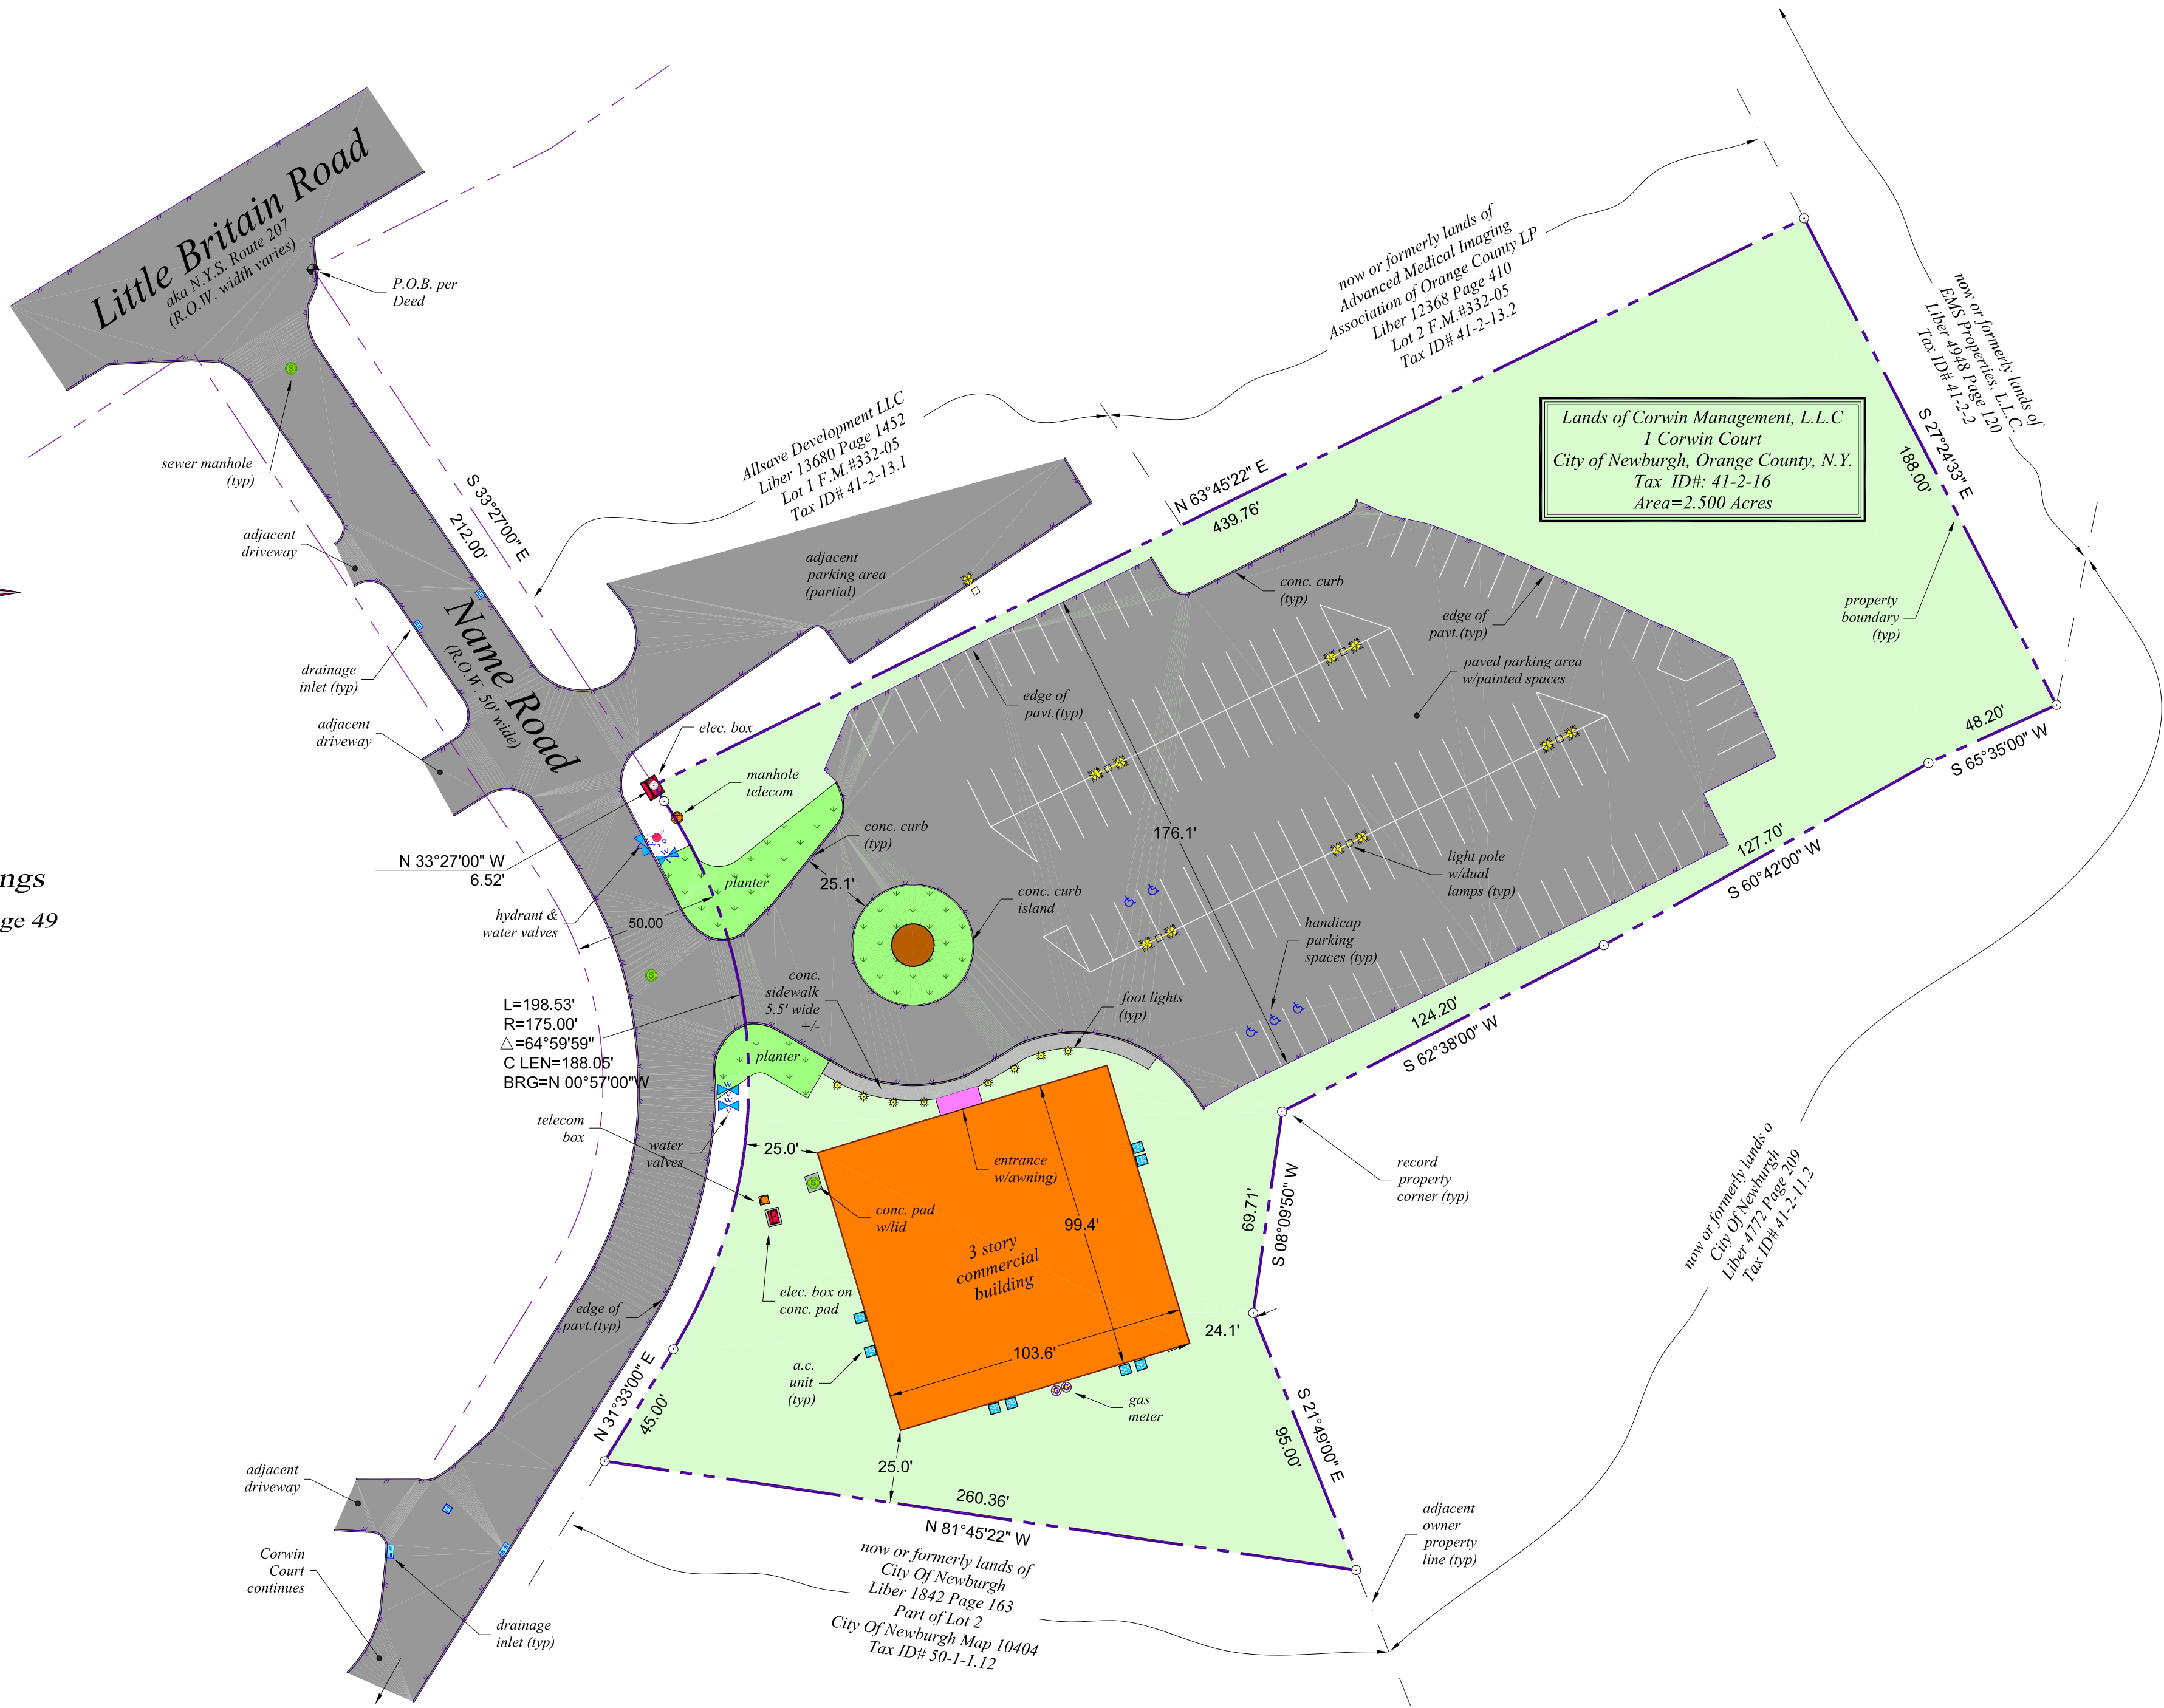 Little Britain Road
aka N.Y.S. Route 207
(R.O.W. width varies)
P.O.B. per
Deed
sewer manhole
(typ)
adjacent
driveway
S 33°27'00" E
212.00'
drainage
inlet (typ)
Name Road
(R.O.W. 50' wide)
adjacent
driveway
Allsave Development LLC
Liber 13680 Page 1452
Lot 1 F.M.#332-05
Tax ID# 41-2-13.1
now or formerly lands of
Advanced Medical Imaging
Association of Orange County LP
Liber 12368 Page 410
Lot 2 F.M.#332-05
Tax ID# 41-2-13.2
now or formerly lands of
EMS Properties, L.L.C.
Liber 4948 Page 120
Tax ID# 41-2-2
Lands of Corwin Management, L.L.C
1 Corwin Court
City of Newburgh, Orange County, N.Y.
Tax ID#: 41-2-16
Area=2.500 Acres
S 27°24'33" E
188.00'
N 63°45'22" E
439.76'
adjacent
parking area
(partial)
conc. curb
(typ)
edge of
pavt.(typ)
property
boundary
(typ)
paved parking area
w/painted spaces
edge of
pavt.(typ)
elec. box
manhole
telecom
48.20'
S 65°35'00" W
conc. curb
(typ)
176.1'
127.70'
S 60°42'00" W
light pole
w/dual
lamps (typ)
ngs
ge 49
N 33°27'00" W
6.52'
planter
25.1'
conc. curb
island
hydrant &
water valves
HYD
W
V
50.00
handicap
parking
spaces (typ)
S
conc.
sidewalk
5.5' wide
+/-
foot lights
(typ)
L=198.53'
R=175.00'
△=64°59'59"
C LEN=188.05'
BRG=N 00°57'00"W
124.20'
S 62°38'00" W
planter
W
V
W
V
telecom
box
water
valves
25.0'
entrance
w/awning)
record
property
corner (typ)
69.71'
S 08°09'50" W
conc. pad
w/lid
99.4'
3 story
commercial
building
now or formerly lands o
City Of Newburgh
Liber 4772 Page 209
Tax ID# 41-2-11.2
elec. box on
conc. pad
edge of
pavt.(typ)
24.1'
103.6'
a.c.
unit
(typ)
gas
meter
N 31°33'00" E
45.00'
S 21°49'00" E
95.00'
25.0'
260.36'
N 81°45'22" W
adjacent
driveway
adjacent
owner
property
line (typ)
now or formerly lands of
City Of Newburgh
Liber 1842 Page 163
Part of Lot 2
City Of Newburgh Map 10404
Tax ID# 50-1-1.12
Corwin
Court
continues
drainage
inlet (typ)